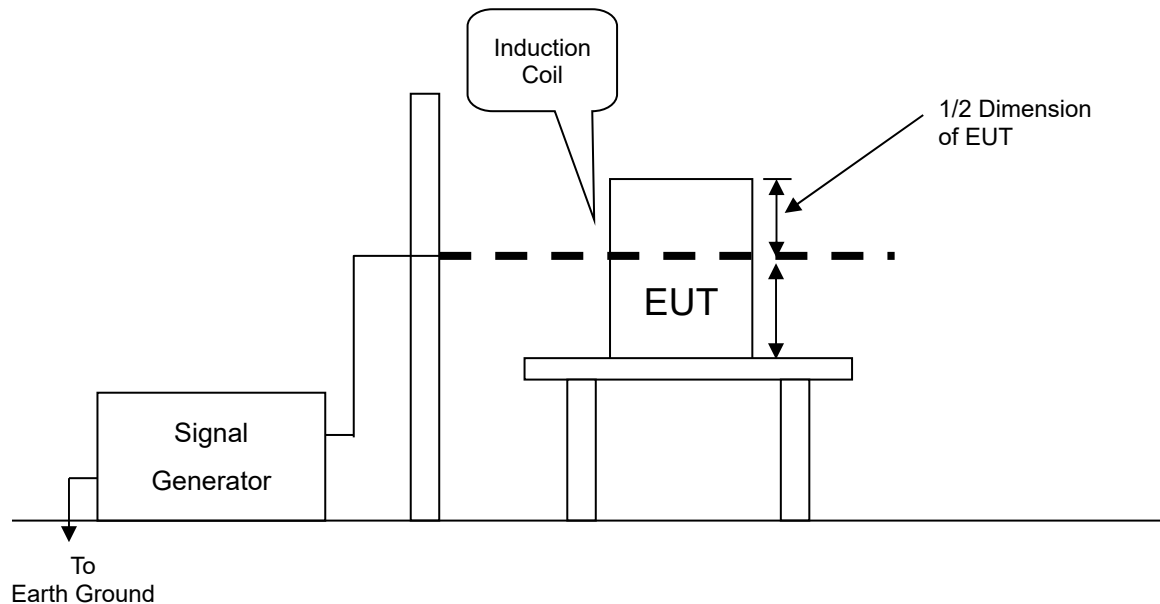 Induction
Coil
1/2 Dimension
of EUT
EUT
Signal
Generator
To
Earth Ground